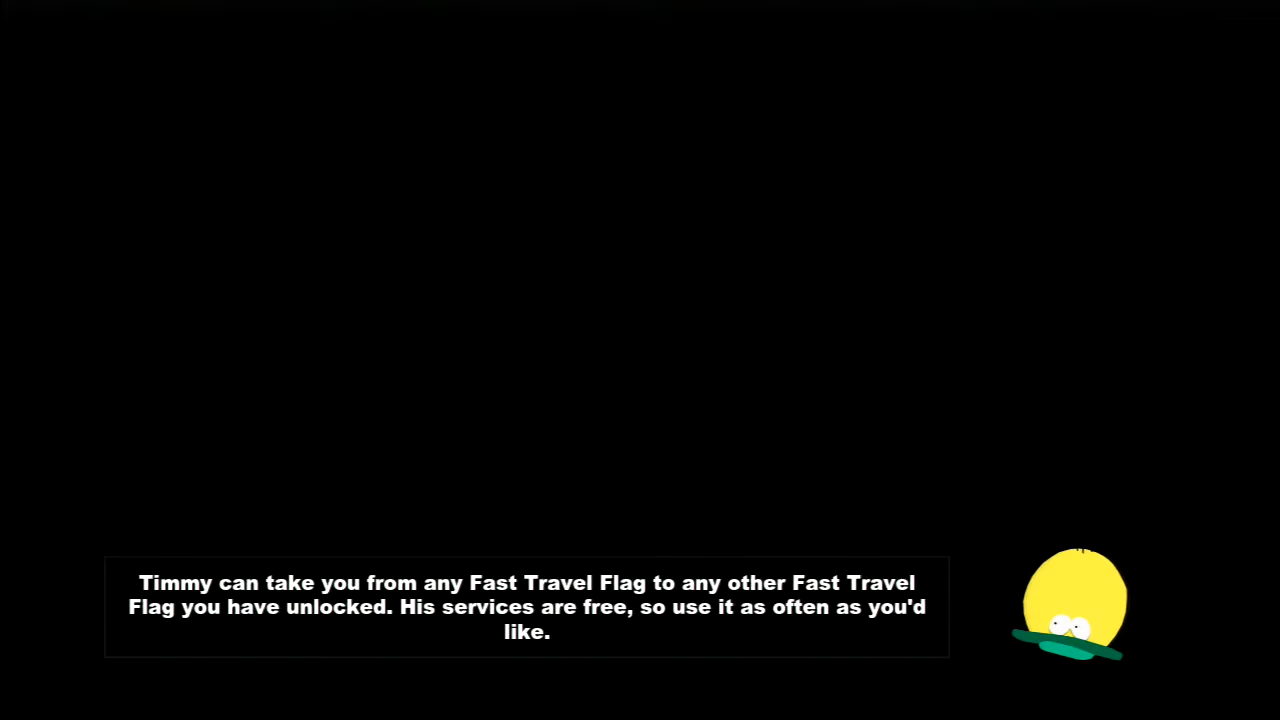 Timmy can take you from any Fast Travel Flag to any other Fast Travel
Flag you have unlocked. His services are free, so use it as often as you'd
like.